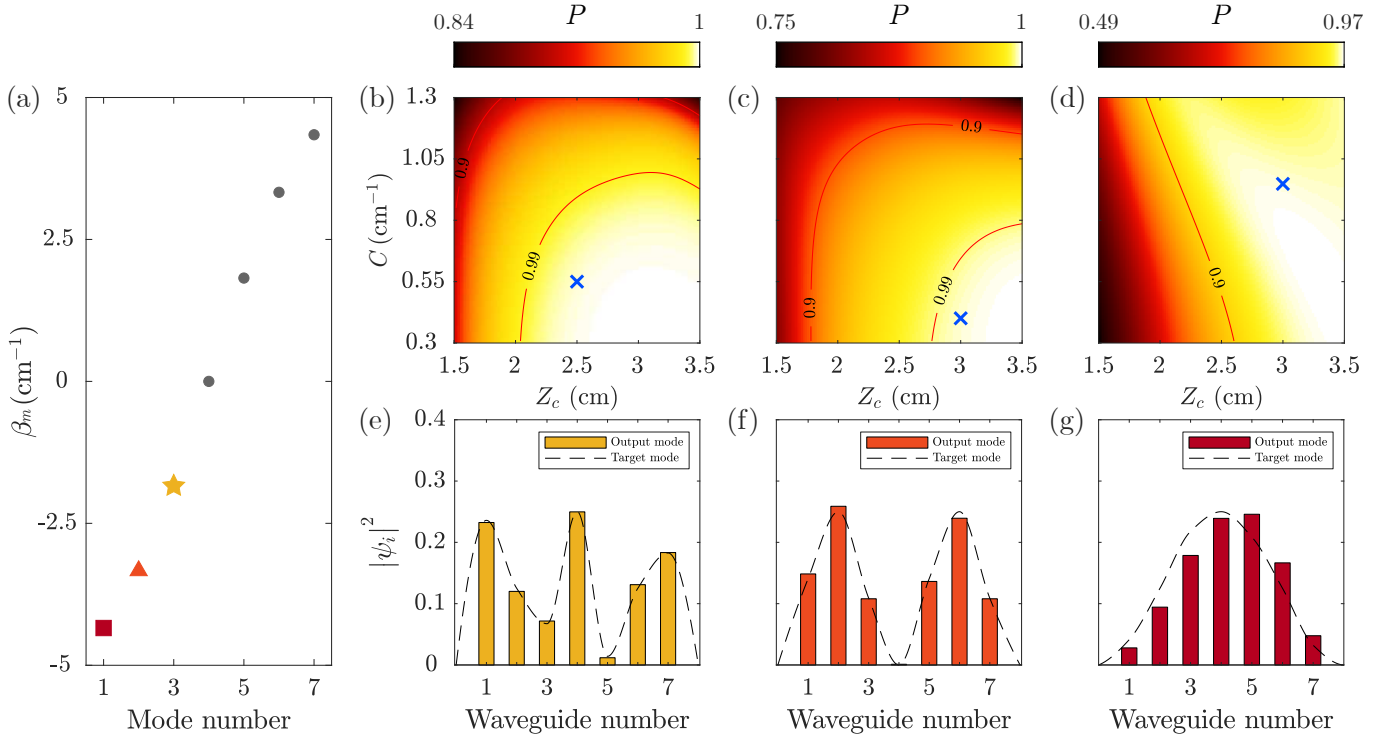 0.84 P 1
0.75 P 1
0.49 P 0.97
(a)
5
2.5
0
-2.5
-5
β_m (cm⁻¹)
1 3 5 7
Mode number
(b)
1.3
1.05
0.8
0.55
0.3
C (cm⁻¹)
0.9
0.99
1.5 2 2.5 3 3.5
Z_c (cm)
(c)
0.9
0.9
0.99
1.5 2 2.5 3 3.5
Z_c (cm)
(d)
0.9
1.5 2 2.5 3 3.5
Z_c (cm)
(e)
0.4
0.3
0.2
0.1
0
|ψ_i|²
Output mode
Target mode
1 3 5 7
Waveguide number
(f)
Output mode
Target mode
1 3 5 7
Waveguide number
(g)
Output mode
Target mode
1 3 5 7
Waveguide number